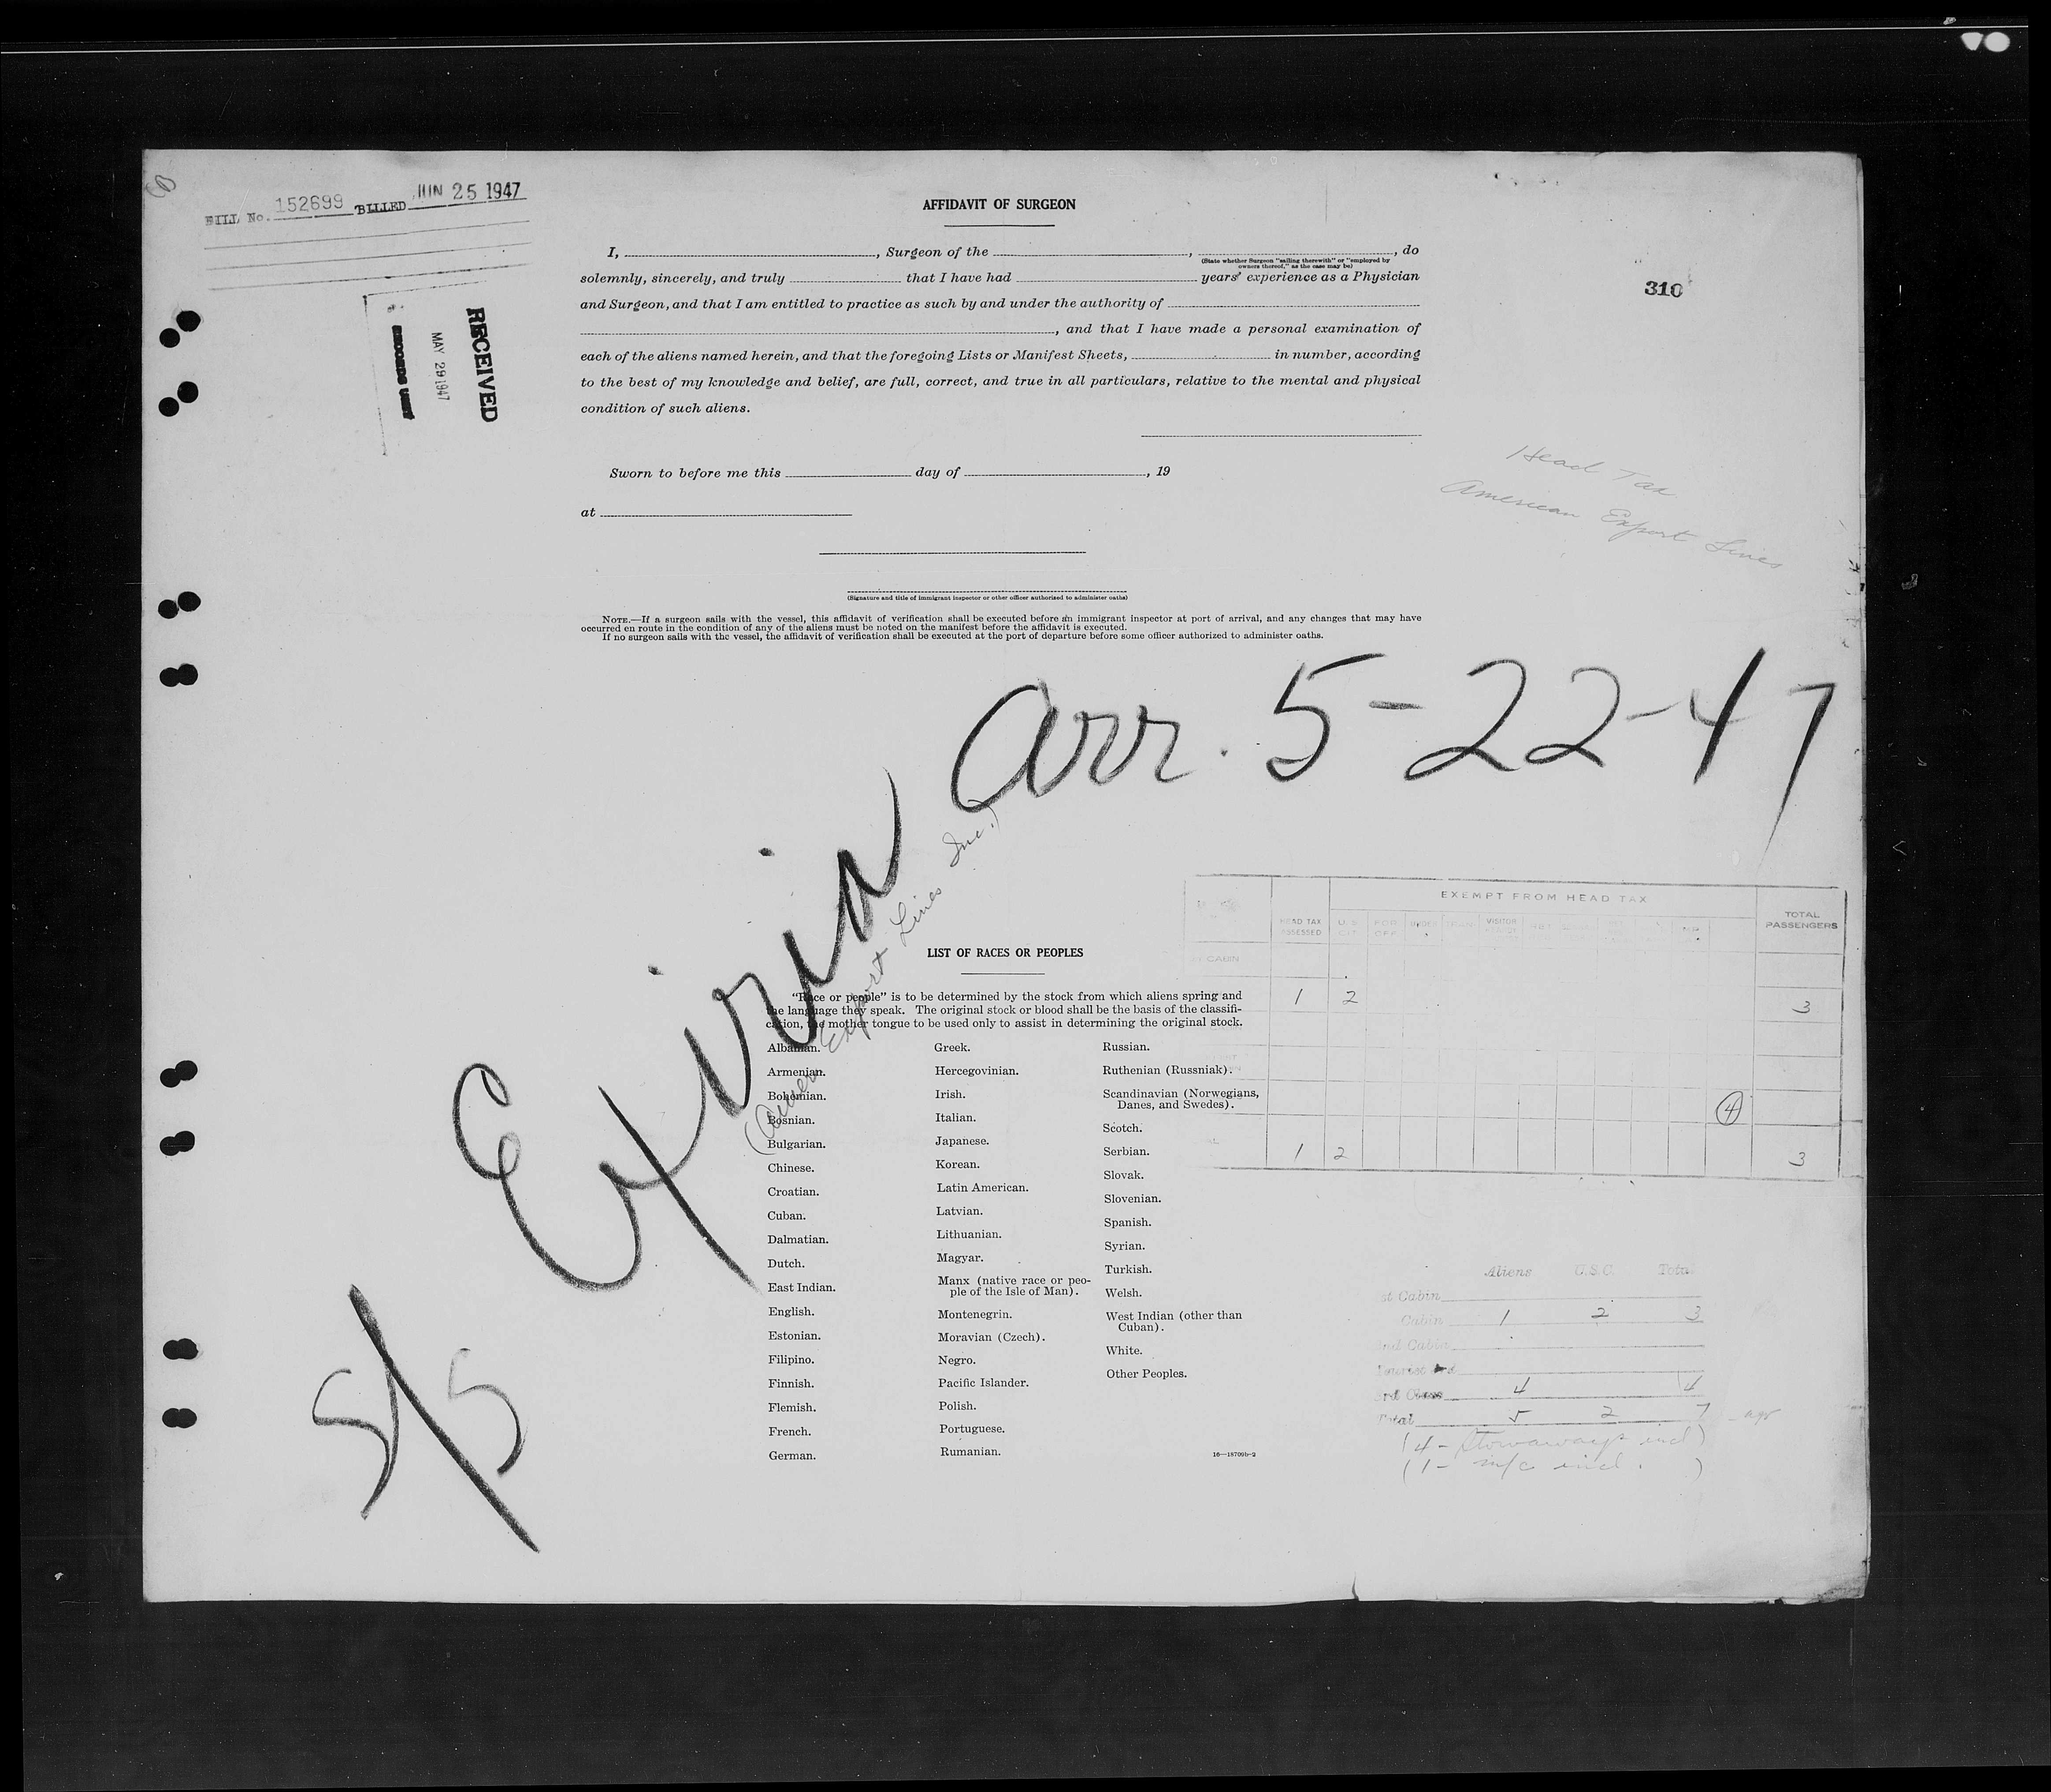 BILL No. 152699 BILLED JUN 25 1947
RECEIVED
MAY 29 1947
RECORDS UNIT
310
AFFIDAVIT OF SURGEON
I, , Surgeon of the , , do
(State whether Surgeon "sailing therewith" or "employed by
owners thereof," as the case may be)
solemnly, sincerely, and truly that I have had years' experience as a Physician
and Surgeon, and that I am entitled to practice as such by and under the authority of
, and that I have made a personal examination of
each of the aliens named herein, and that the foregoing Lists or Manifest Sheets, in number, according
to the best of my knowledge and belief, are full, correct, and true in all particulars, relative to the mental and physical
condition of such aliens.
Sworn to before me this day of , 19
at
(Signature and title of immigrant inspector or other officer authorized to administer oaths)
NOTE.—If a surgeon sails with the vessel, this affidavit of verification shall be executed before an immigrant inspector at port of arrival, and any changes that may have
occurred en route in the condition of any of the aliens must be noted on the manifest before the affidavit is executed.
If no surgeon sails with the vessel, the affidavit of verification shall be executed at the port of departure before some officer authorized to administer oaths.
Head Tax
American Export Lines
arr. 5-22-47
S/S Exiria
(Amer. Export Lines Inc.)
LIST OF RACES OR PEOPLES
"Race or people" is to be determined by the stock from which aliens spring and
the language they speak. The original stock or blood shall be the basis of the classifi-
cation, the mother tongue to be used only to assist in determining the original stock.
Albanian.
Armenian.
Bohemian.
Bosnian.
Bulgarian.
Chinese.
Croatian.
Cuban.
Dalmatian.
Dutch.
East Indian.
English.
Estonian.
Filipino.
Finnish.
Flemish.
French.
German.
Greek.
Hercegovinian.
Irish.
Italian.
Japanese.
Korean.
Latin American.
Latvian.
Lithuanian.
Magyar.
Manx (native race or peo-
ple of the Isle of Man).
Montenegrin.
Moravian (Czech).
Negro.
Pacific Islander.
Polish.
Portuguese.
Rumanian.
Russian.
Ruthenian (Russniak).
Scandinavian (Norwegians,
Danes, and Swedes).
Scotch.
Serbian.
Slovak.
Slovenian.
Spanish.
Syrian.
Turkish.
Welsh.
West Indian (other than
Cuban).
White.
Other Peoples.
16—18709b-2
EXEMPT FROM HEAD TAX
HEAD TAX ASSESSED U.S. CIT. FOR OFF UNDER VISITOR TOTAL PASSENGERS
CABIN
1 2 3
4
1 2 3
Aliens U.S.C. Total
st Cabin
Cabin 1 2 3
2nd Cabin
Tourist 3rd
3rd Class 4 4
Total 5 2 7
(4 - Stowaways incl)
(1 - m/c incl. )